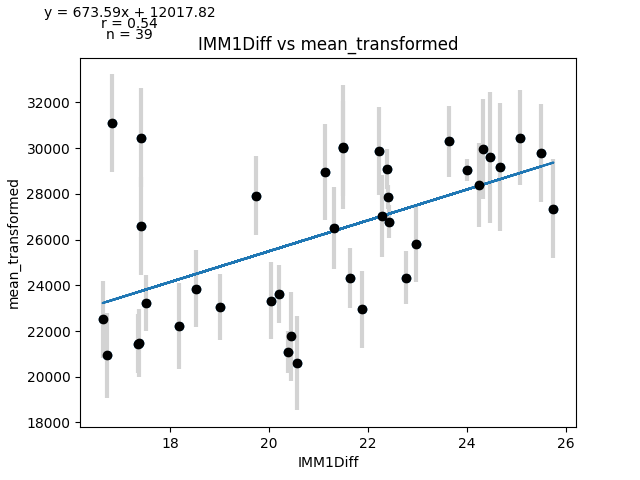 y = 673.59x + 12017.82
r = 0.54
n = 39
IMM1Diff vs mean_transformed
mean_transformed
32000
30000
28000
26000
24000
22000
20000
18000
18
20
22
24
26
IMM1Diff